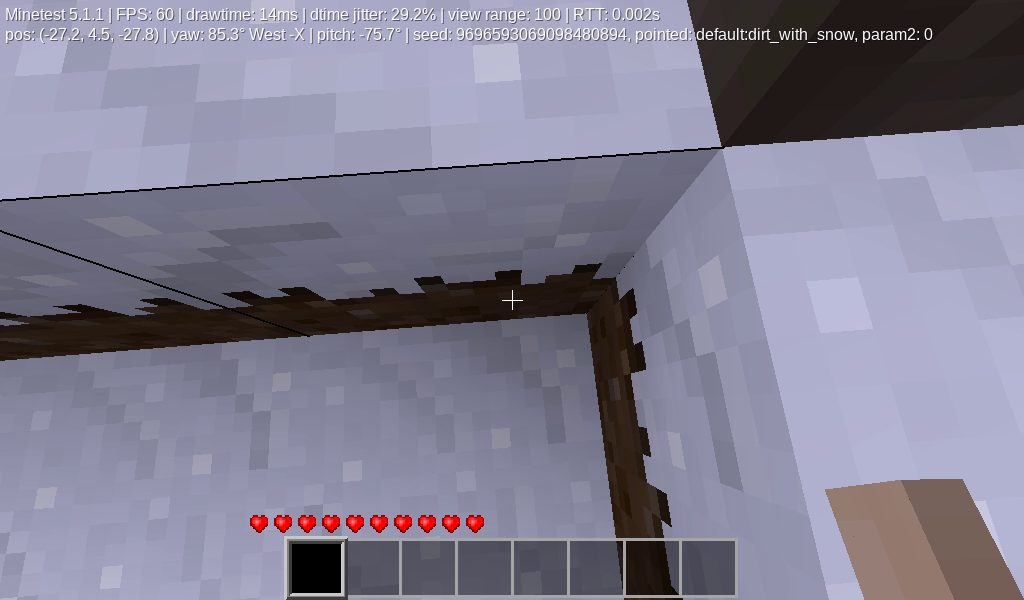 Minetest 5.1.1 | FPS: 60 | drawtime: 14ms | dtime jitter: 29.2% | view range: 100 | RTT: 0.002s
pos: (-27.2, 4.5, -27.8) | yaw: 85.3° West -X | pitch: -75.7° | seed: 9696593069098480894, pointed: default:dirt_with_snow, param2: 0